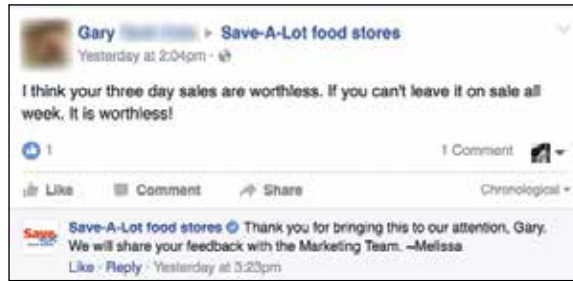 Gary Save-A-Lot food stores
Yesterday at 2:04pm ·
I think your three day sales are worthless. If you can't leave it on sale all
week. It is worthless!
1 1 Comment
Like Comment Share Chronological
Save Save-A-Lot food stores Thank you for bringing this to our attention, Gary.
We will share your feedback with the Marketing Team. ~Melissa
Like · Reply · Yesterday at 3:23pm